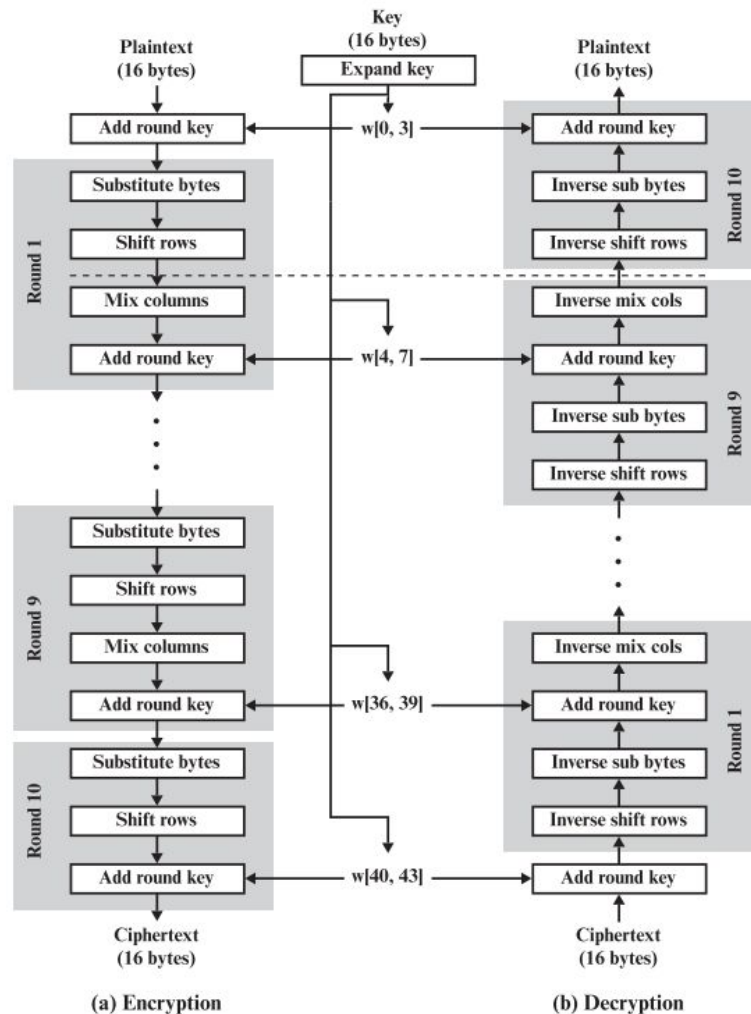 Key
(16 bytes)
Plaintext
(16 bytes)
Expand key
Plaintext
(16 bytes)
Add round key
w[0, 3]
Add round key
Round 1
Substitute bytes
Inverse sub bytes
Round 10
Shift rows
Inverse shift rows
Mix columns
Inverse mix cols
Add round key
w[4, 7]
Add round key
Round 9
Inverse sub bytes
Inverse shift rows
Round 9
Substitute bytes
Shift rows
Mix columns
Inverse mix cols
Add round key
w[36, 39]
Add round key
Round 1
Round 10
Substitute bytes
Inverse sub bytes
Shift rows
Inverse shift rows
Add round key
w[40, 43]
Add round key
Ciphertext
(16 bytes)
Ciphertext
(16 bytes)
(a) Encryption
(b) Decryption